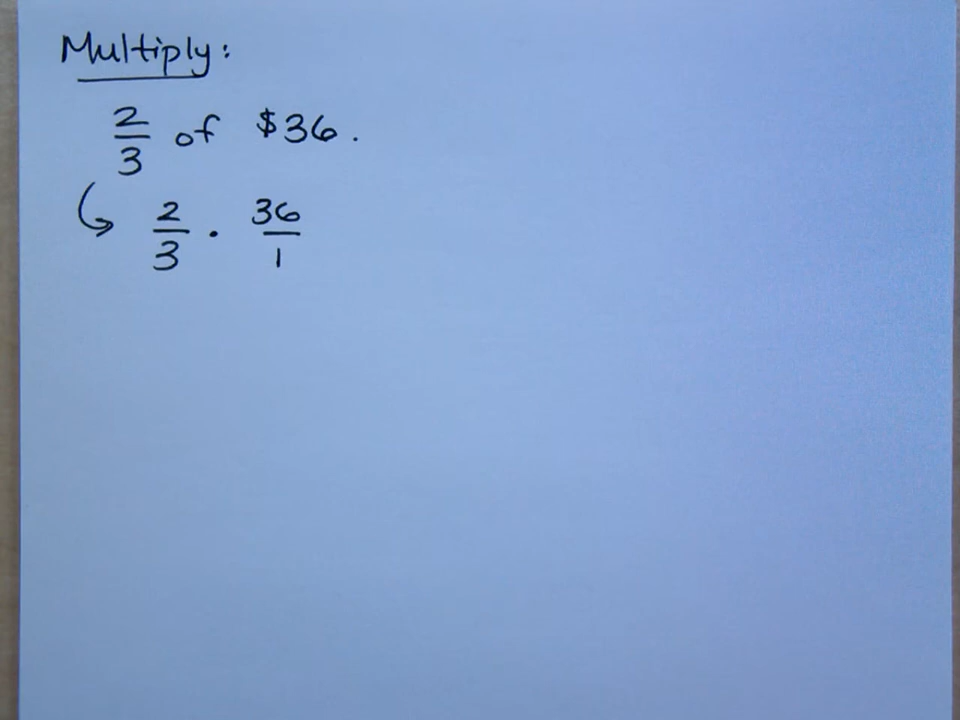 Multiply:
2/3 of $36.
2/3 · 36/1